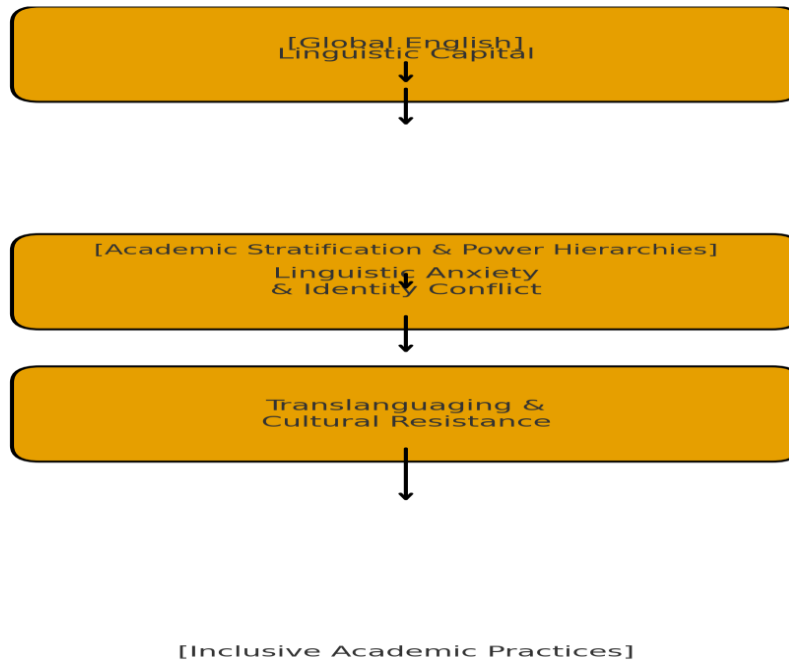 [Global English]
Linguistic Capital
[Academic Stratification & Power Hierarchies]
Linguistic Anxiety
& Identity Conflict
Translanguaging &
Cultural Resistance
[Inclusive Academic Practices]